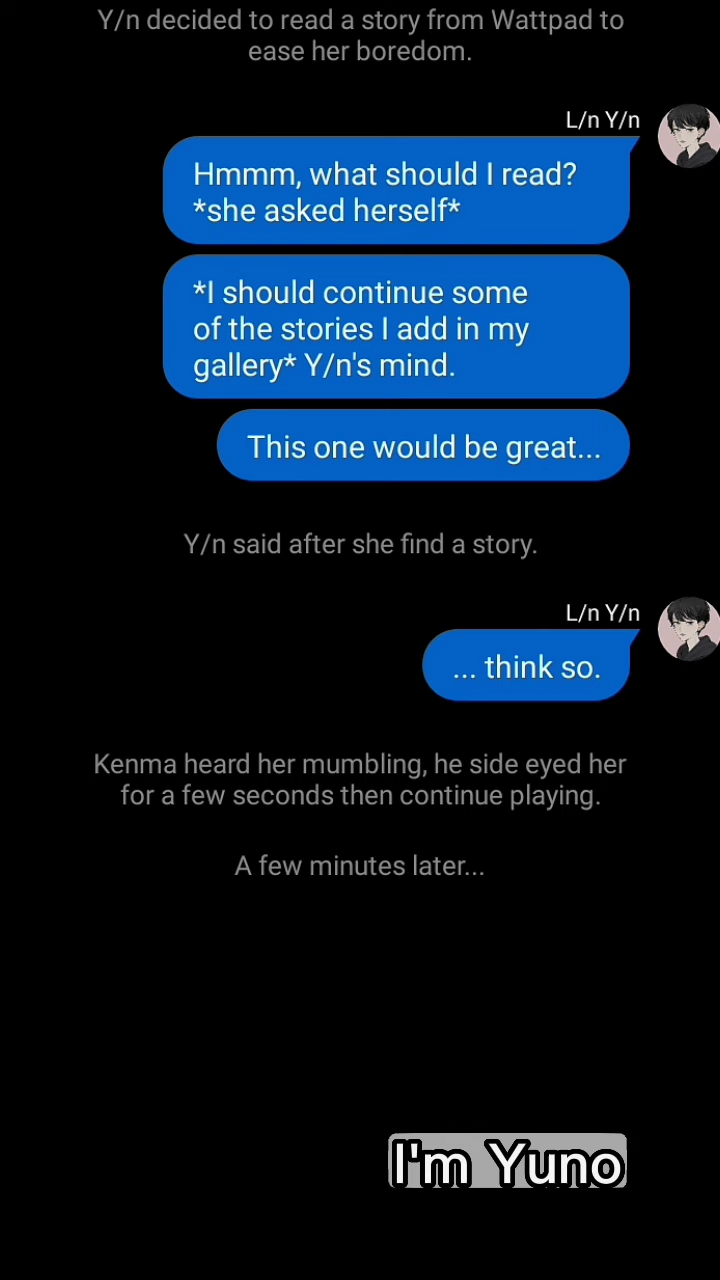 Y/n decided to read a story from Wattpad to
ease her boredom.
L/n Y/n
Hmmm, what should I read?
*she asked herself*
*I should continue some
of the stories I add in my
gallery* Y/n's mind.
This one would be great...
Y/n said after she find a story.
L/n Y/n
... think so.
Kenma heard her mumbling, he side eyed her
for a few seconds then continue playing.
A few minutes later...
I'm Yuno